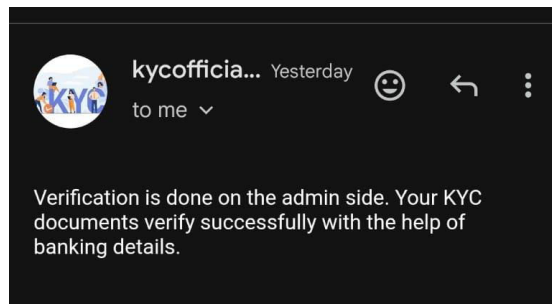 KYC
kycofficia... Yesterday
to me
Verification is done on the admin side. Your KYC
documents verify successfully with the help of
banking details.